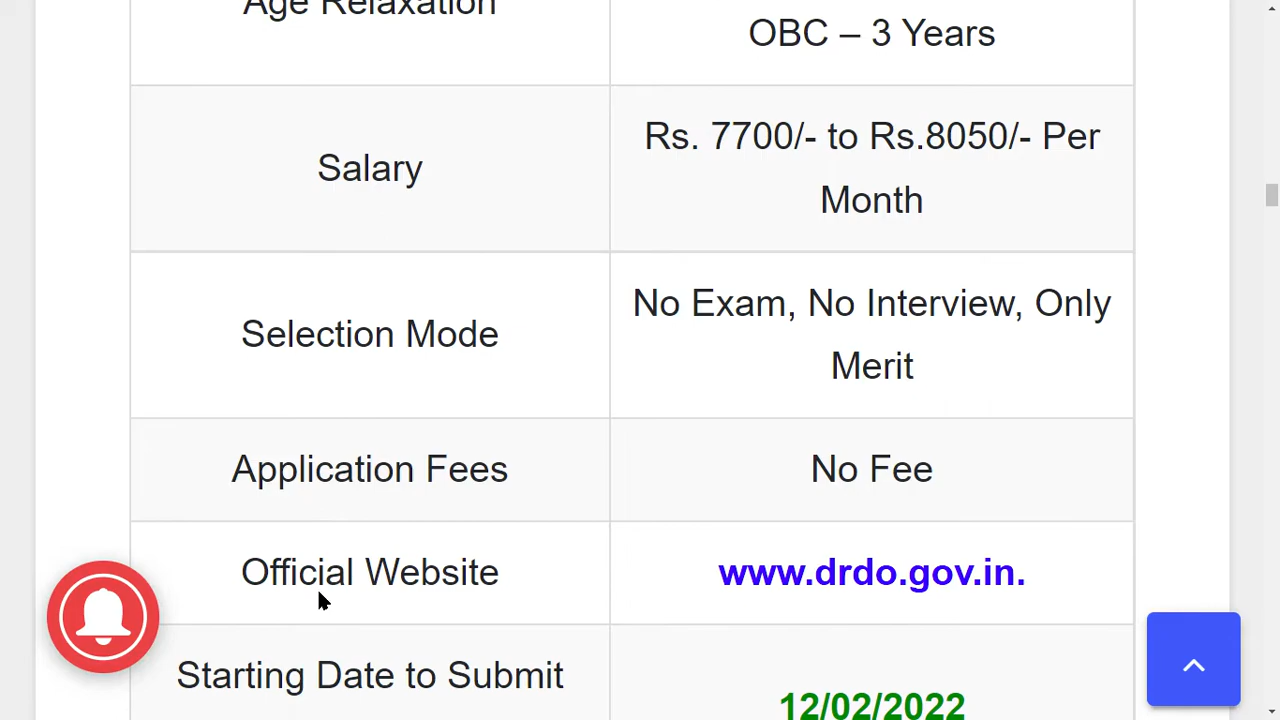 Age Relaxation
OBC – 3 Years
Salary
Rs. 7700/- to Rs.8050/- Per
Month
Selection Mode
No Exam, No Interview, Only
Merit
Application Fees
No Fee
Official Website
www.drdo.gov.in.
Starting Date to Submit
12/02/2022